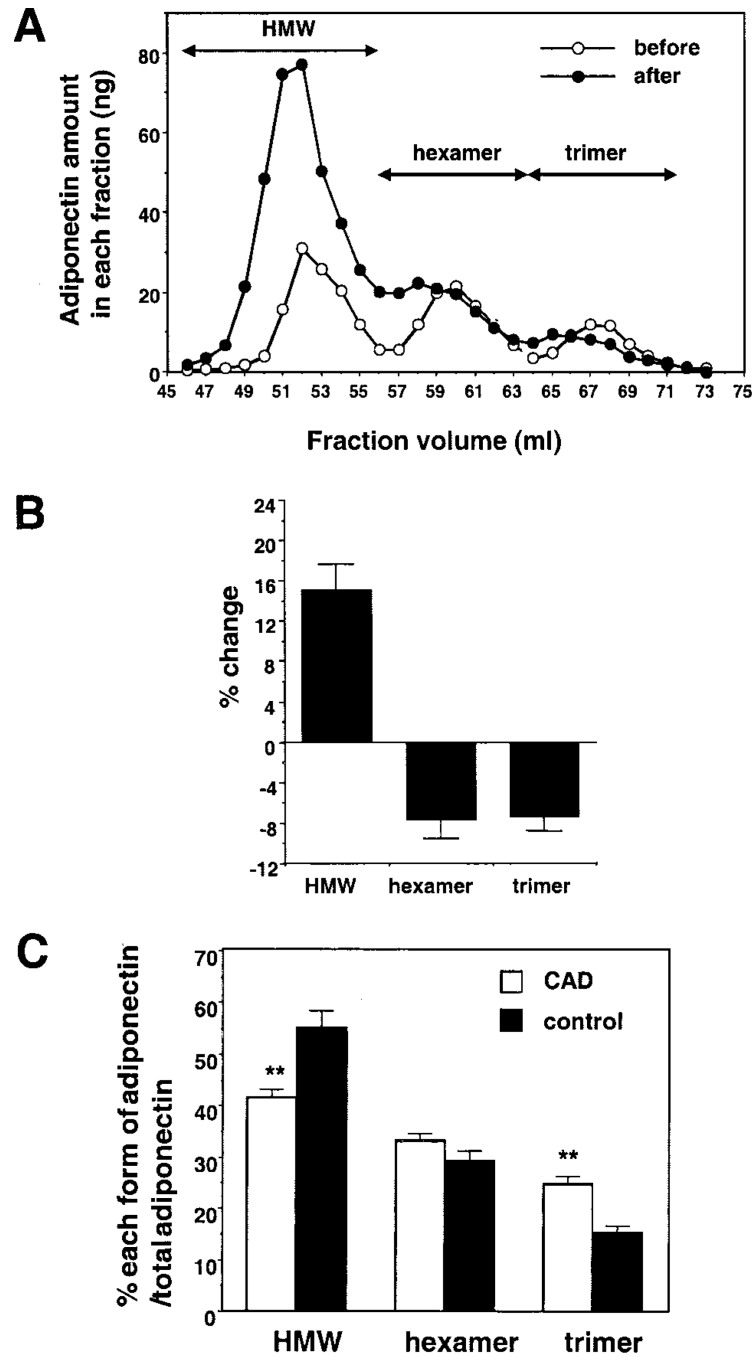 A
HMW
before
after
hexamer
trimer
Adiponectin amount
in each fraction (ng)
80
60
40
20
0
45 47 49 51 53 55 57 59 61 63 65 67 69 71 73 75
Fraction volume (ml)
B
% change
24
20
16
12
8
4
0
-4
-8
-12
HMW hexamer trimer
C
% each form of adiponectin
/total adiponectin
70
60
50
40
30
20
10
0
CAD
control
**
**
HMW hexamer trimer